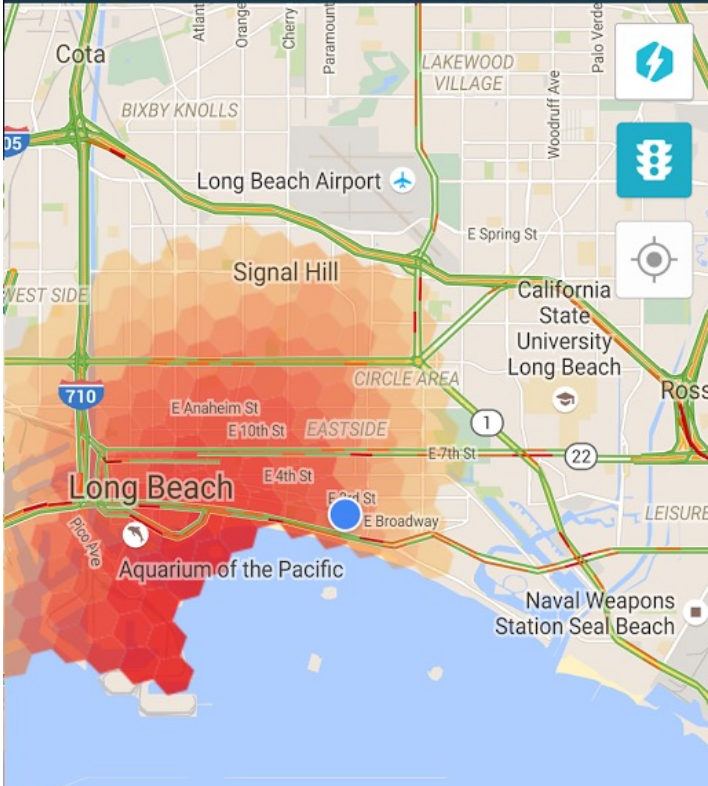 Atlant
Orange
Cherry
Paramount
Palo Verde
Cota
LAKEWOOD
VILLAGE
Woodruff Ave
BIXBY KNOLLS
05
Long Beach Airport
E Spring St
Signal Hill
WEST SIDE
California
State
University
Long Beach
CIRCLE AREA
Ross
710
E Anaheim St
E 10th St
EASTSIDE
1
E 7th St
22
E 4th St
Long Beach
E 3rd St
E Broadway
LEISURE
Pico Ave
Aquarium of the Pacific
Naval Weapons
Station Seal Beach